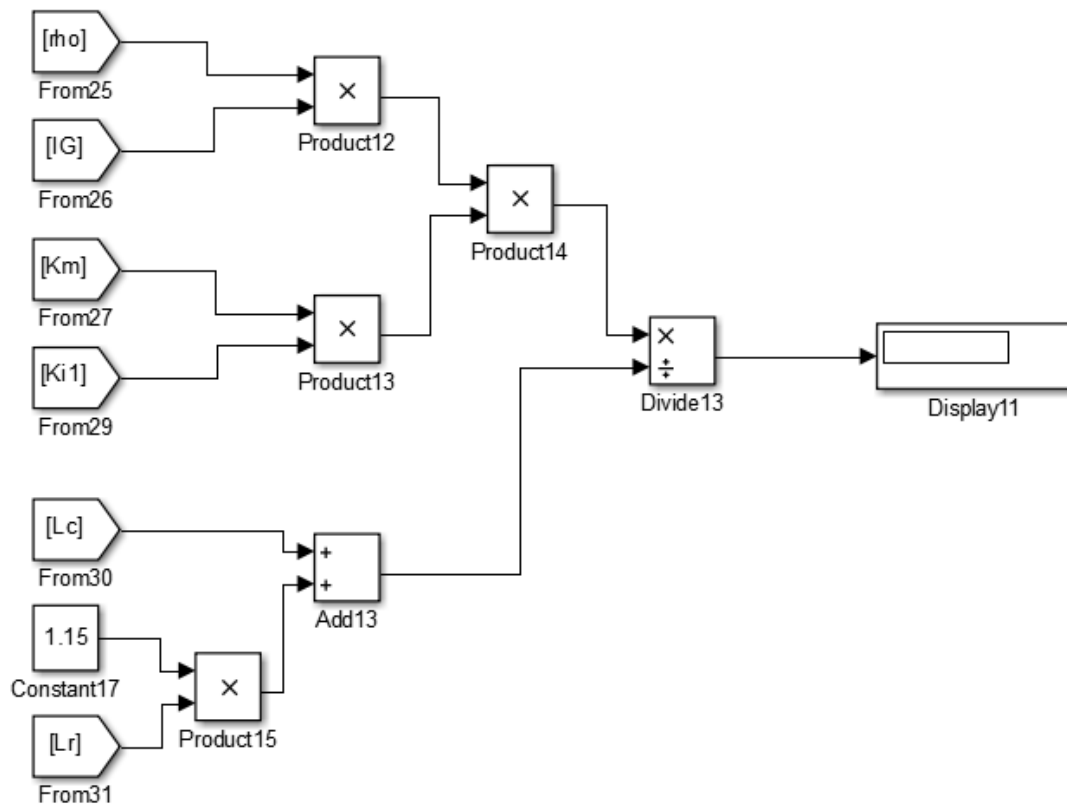 [rho]
From25
[IG]
From26
×
Product12
[Km]
From27
[Ki1]
From29
×
Product13
×
Product14
×
÷
Divide13
Display11
[Lc]
From30
1.15
Constant17
[Lr]
From31
×
Product15
+
+
Add13